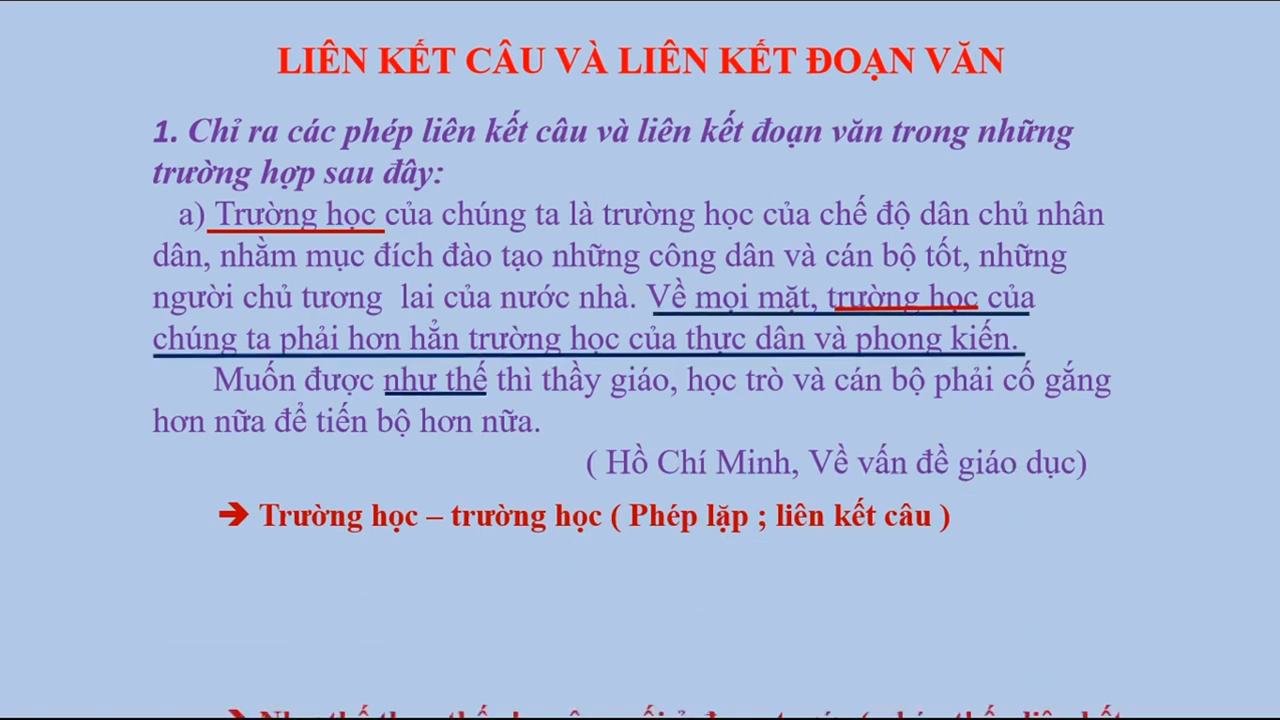 LIÊN KẾT CÂU VÀ LIÊN KẾT ĐOẠN VĂN
1. Chỉ ra các phép liên kết câu và liên kết đoạn văn trong những
trường hợp sau đây:
a) Trường học của chúng ta là trường học của chế độ dân chủ nhân
dân, nhằm mục đích đào tạo những công dân và cán bộ tốt, những
người chủ tương lai của nước nhà. Về mọi mặt, trường học của
chúng ta phải hơn hẳn trường học của thực dân và phong kiến.
Muốn được như thế thì thầy giáo, học trò và cán bộ phải cố gắng
hơn nữa để tiến bộ hơn nữa.
( Hồ Chí Minh, Về vấn đề giáo dục)
➔ Trường học – trường học ( Phép lặp ; liên kết câu )